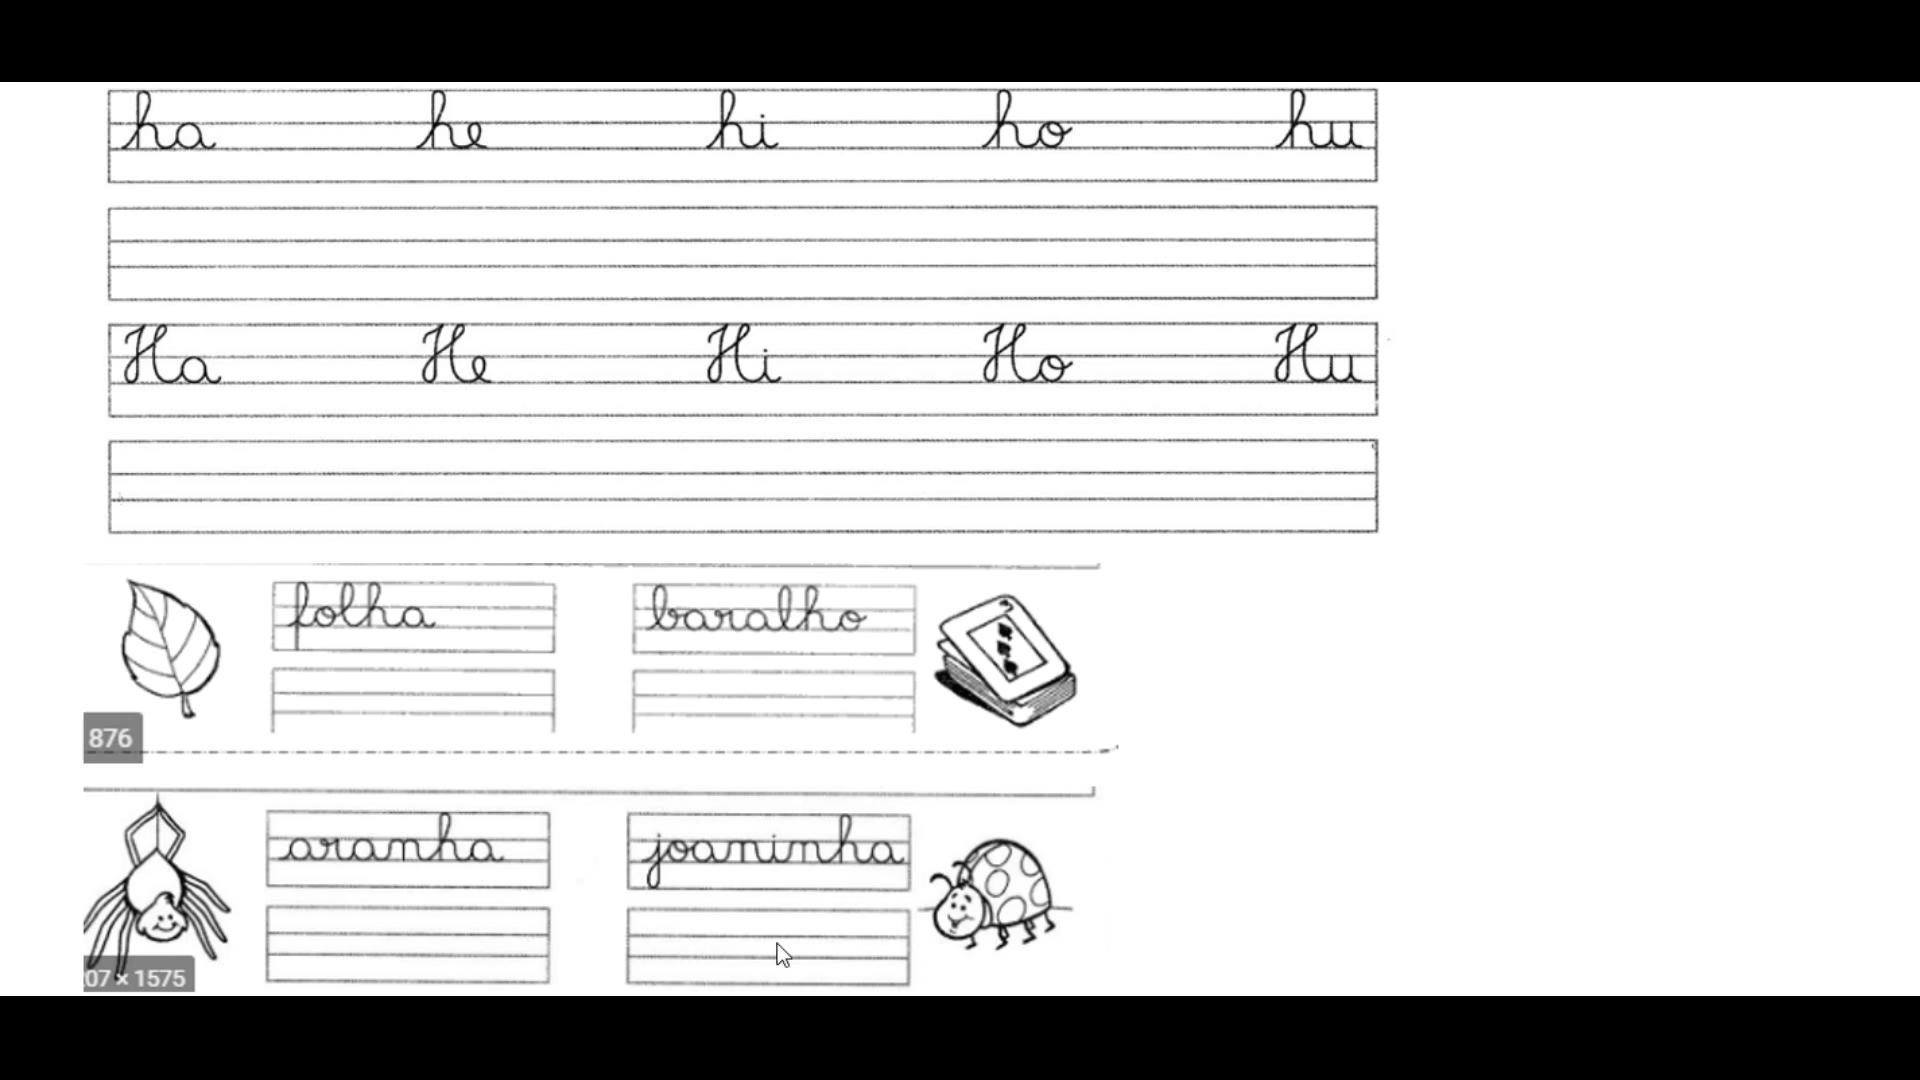 ha he hi ho hu
Ha He Hi Ho Hu
folha baralho
876
aranha joaninha
07 × 1575